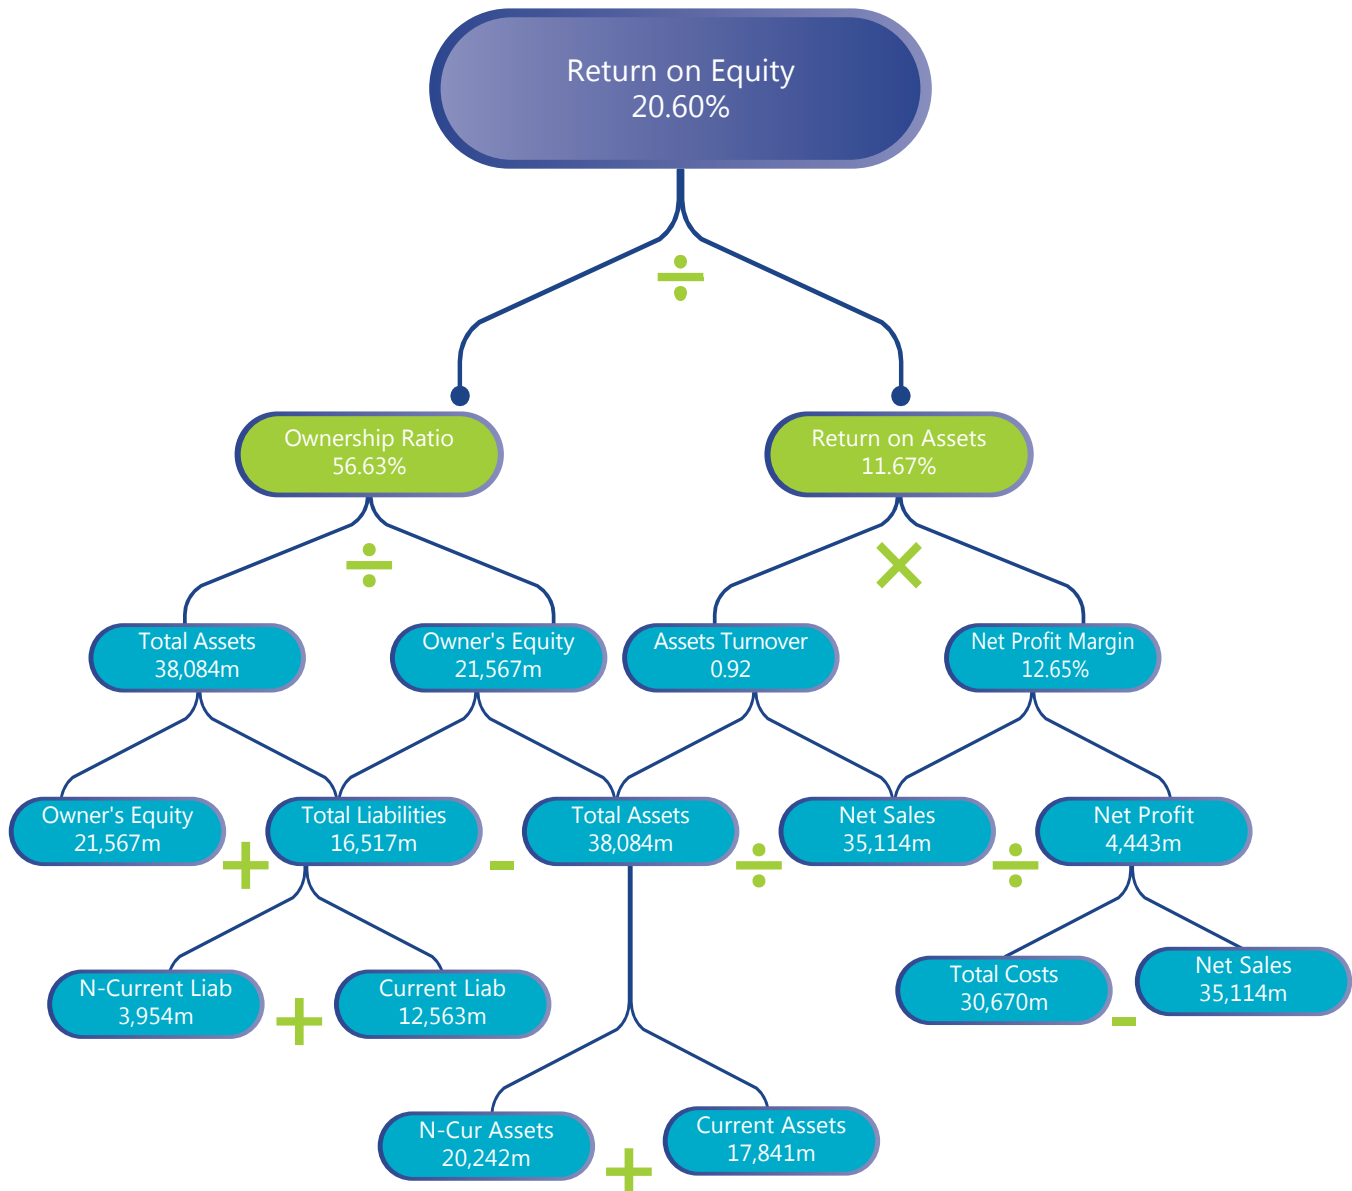 Return on Equity
20.60%
÷
Ownership Ratio
56.63%
Return on Assets
11.67%
÷
×
Total Assets
38,084m
Owner's Equity
21,567m
Assets Turnover
0.92
Net Profit Margin
12.65%
Owner's Equity
21,567m
+
Total Liabilities
16,517m
-
Total Assets
38,084m
÷
Net Sales
35,114m
÷
Net Profit
4,443m
N-Current Liab
3,954m
+
Current Liab
12,563m
Total Costs
30,670m
-
Net Sales
35,114m
N-Cur Assets
20,242m
+
Current Assets
17,841m